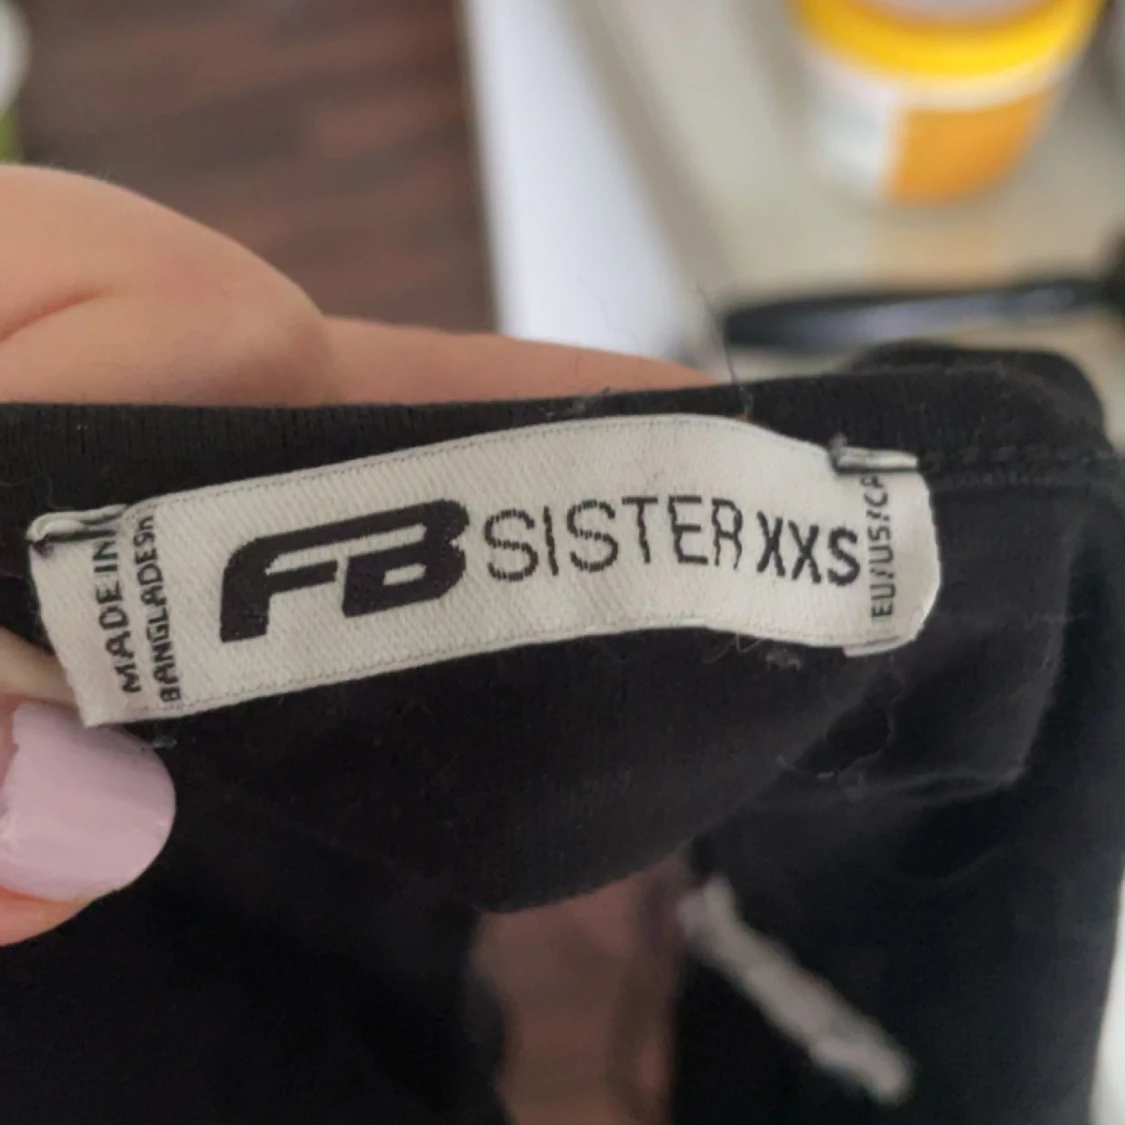 MADE IN
BANGLADESH
FB SISTER XXS
EU/US/CA